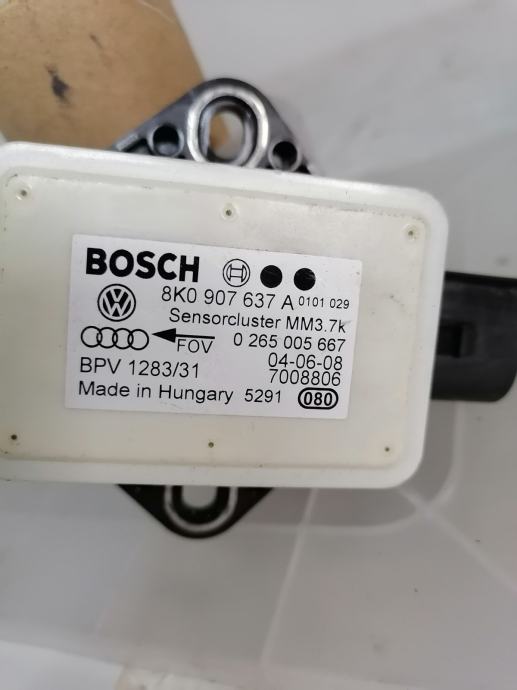 BOSCH
8K0 907 637 A 0101 029
Sensorcluster MM3.7k
FOV 0 265 005 667
BPV 1283/31 04-06-08
7008806
Made in Hungary 5291 080